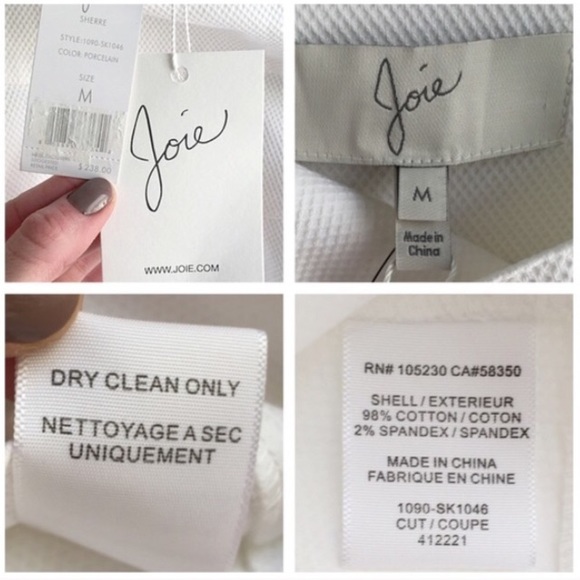 SHERRE
STYLE:1090-SK1046
COLOR: PORCELAIN
SIZE
M
$ 238.00
Joie
WWW.JOIE.COM
Joie
M
Made in
China
DRY CLEAN ONLY
NETTOYAGE A SEC
UNIQUEMENT
RN# 105230 CA#58350
SHELL / EXTERIEUR
98% COTTON / COTON
2% SPANDEX / SPANDEX
MADE IN CHINA
FABRIQUE EN CHINE
1090-SK1046
CUT / COUPE
412221